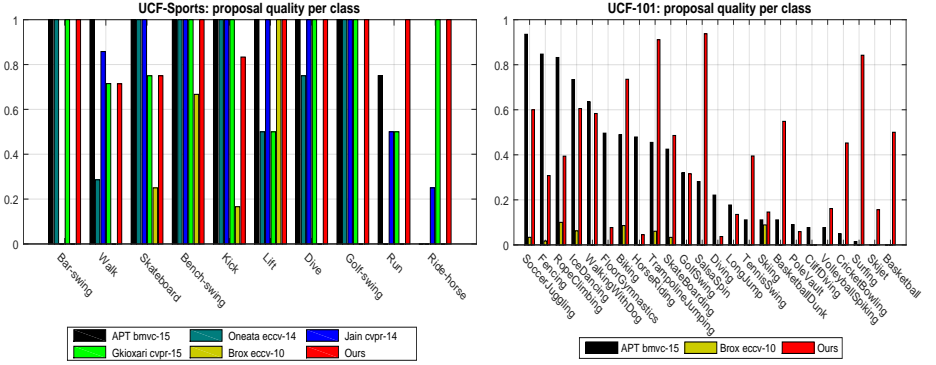 UCF-Sports: proposal quality per class
1
0.8
0.6
0.4
0.2
0
Bar-swing
Walk
Skateboard
Bench-swing
Kick
Lift
Dive
Golf-swing
Run
Ride-horse
APT bmvc-15
Oneata eccv-14
Jain cvpr-14
Gkioxari cvpr-15
Brox eccv-10
Ours
UCF-101: proposal quality per class
1
0.8
0.6
0.4
0.2
0
SoccerJuggling
Fencing
RopeClimbing
IceDancing
WalkingWithDog
FloorGymnastics
Biking
HorseRiding
TrampolineJumping
SkateBoarding
GolfSwing
SalsaSpin
Diving
LongJump
TennisSwing
Skiing
BasketballDunk
PoleVault
CliffDiving
VolleyballSpiking
CricketBowling
Surfing
Skijet
Basketball
APT bmvc-15
Brox eccv-10
Ours